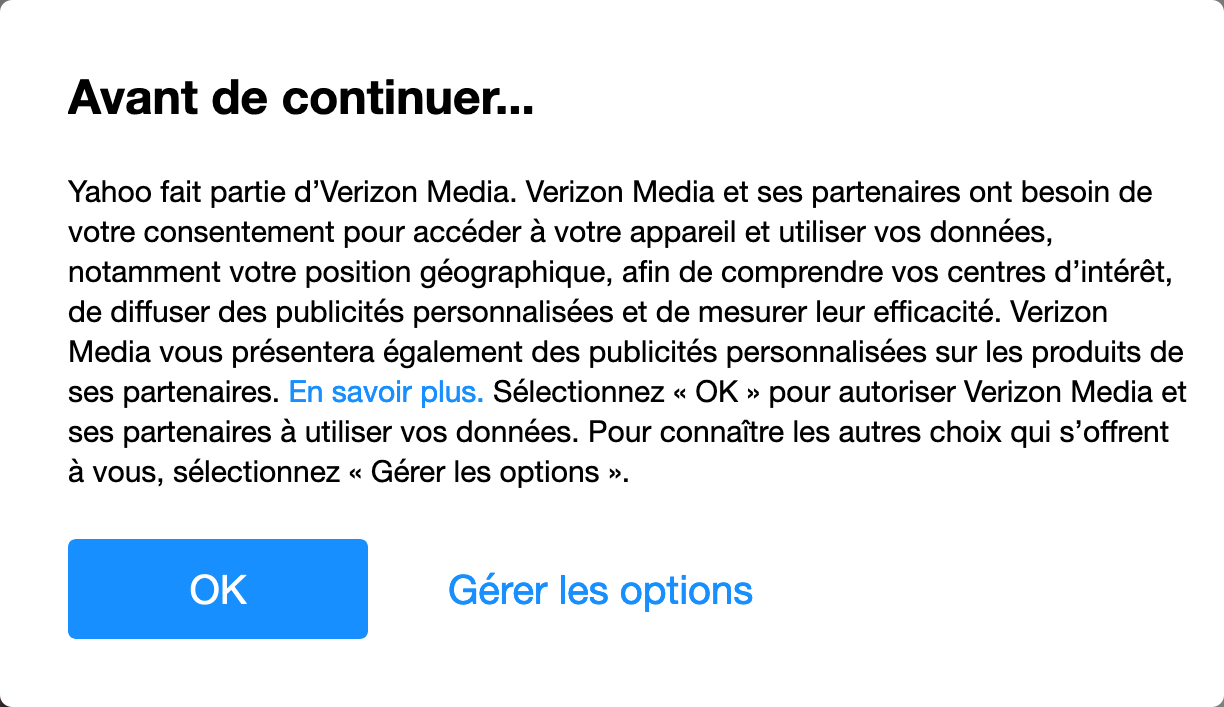 Avant de continuer...
Yahoo fait partie d’Verizon Media. Verizon Media et ses partenaires ont besoin de
votre consentement pour accéder à votre appareil et utiliser vos données,
notamment votre position géographique, afin de comprendre vos centres d’intérêt,
de diffuser des publicités personnalisées et de mesurer leur efficacité. Verizon
Media vous présentera également des publicités personnalisées sur les produits de
ses partenaires. En savoir plus. Sélectionnez « OK » pour autoriser Verizon Media et
ses partenaires à utiliser vos données. Pour connaître les autres choix qui s’offrent
à vous, sélectionnez « Gérer les options ».
OK
Gérer les options